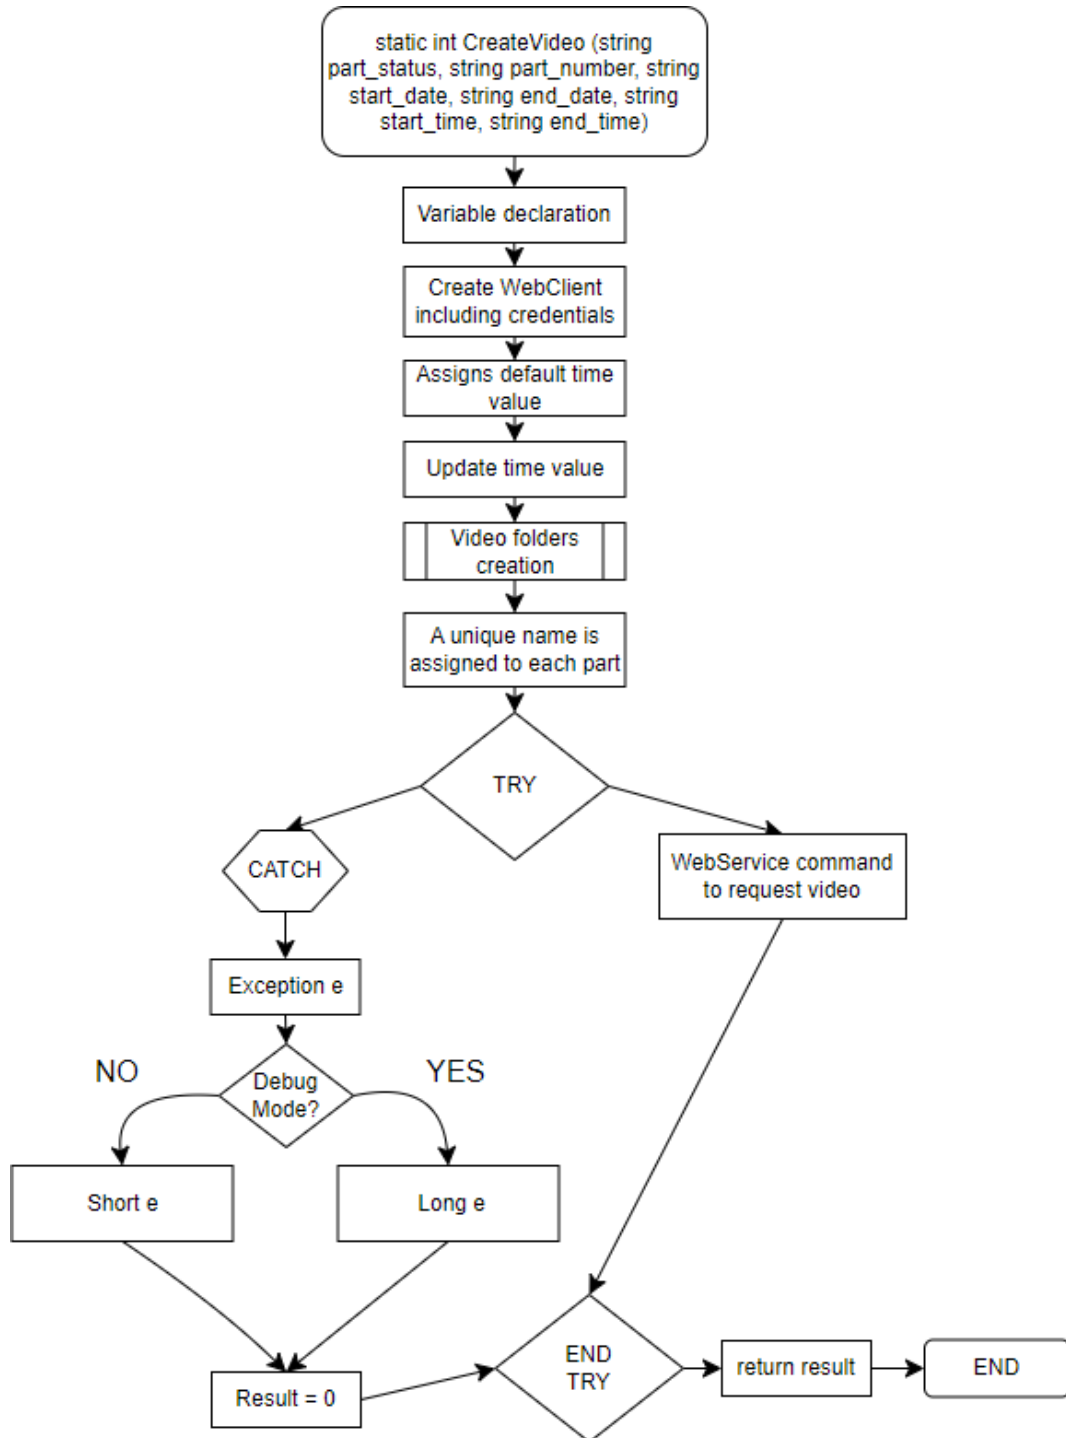 static int CreateVideo (string
part_status, string part_number, string
start_date, string end_date, string
start_time, string end_time)
Variable declaration
Create WebClient
including credentials
Assigns default time
value
Update time value
Video folders
creation
A unique name is
assigned to each part
TRY
CATCH
WebService command
to request video
Exception e
NO
YES
Debug
Mode?
Short e
Long e
Result = 0
END
TRY
return result
END